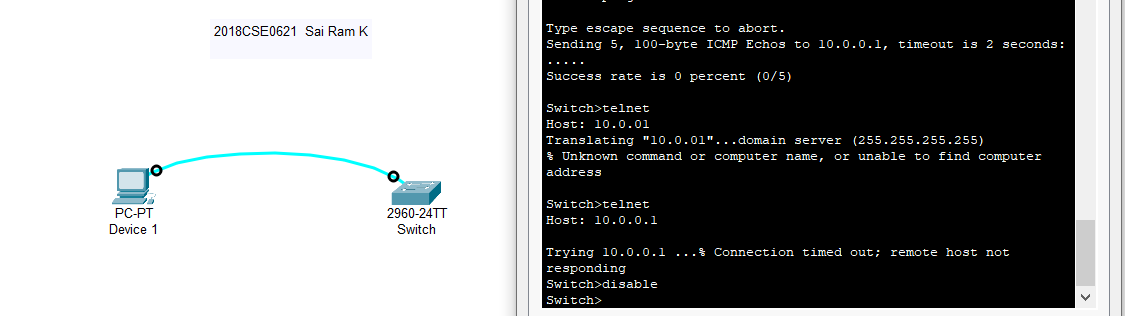 2018CSE0621 Sai Ram K
PC-PT
Device 1
2960-24TT
Switch
Type escape sequence to abort.
Sending 5, 100-byte ICMP Echos to 10.0.0.1, timeout is 2 seconds:
.....
Success rate is 0 percent (0/5)
Switch>telnet
Host: 10.0.01
Translating "10.0.01"...domain server (255.255.255.255)
% Unknown command or computer name, or unable to find computer
address
Switch>telnet
Host: 10.0.0.1
Trying 10.0.0.1 ...% Connection timed out; remote host not
responding
Switch>disable
Switch>